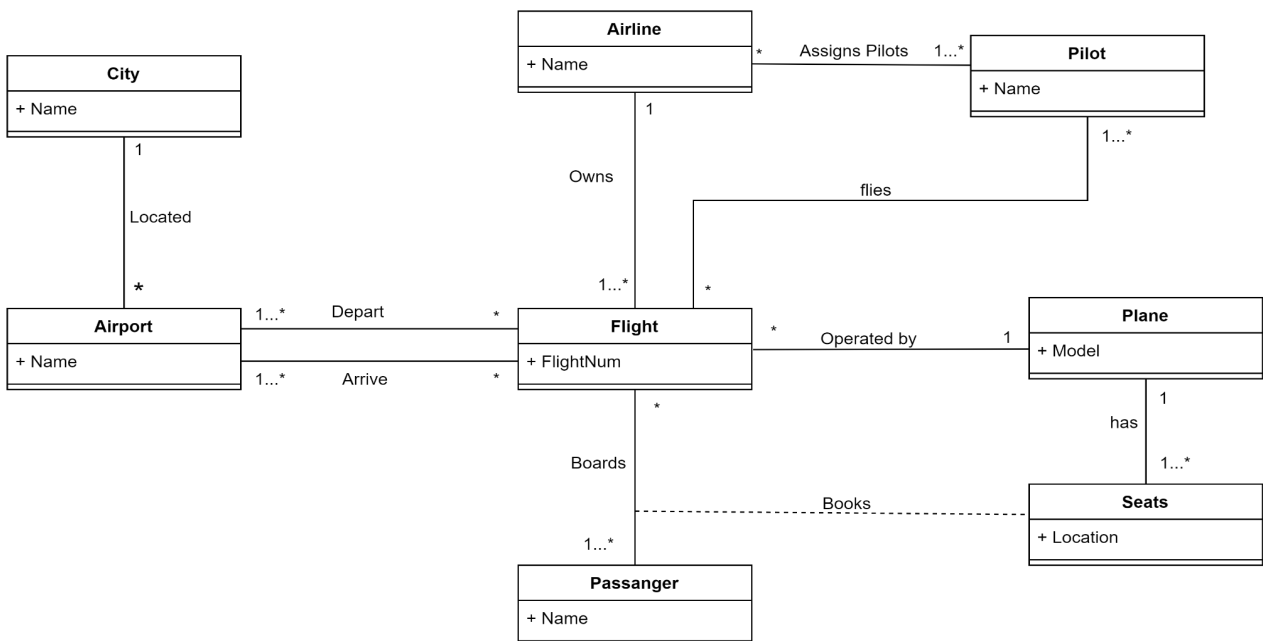 Airline
+ Name
* Assigns Pilots 1...*
Pilot
+ Name
City
+ Name
1
1
1...*
Owns
flies
Located
*
1...*
*
Airport
+ Name
1...* Depart *
1...* Arrive *
Flight
+ FlightNum
* Operated by 1
Plane
+ Model
*
1
has
Boards
1...*
Books
Seats
+ Location
1...*
Passanger
+ Name